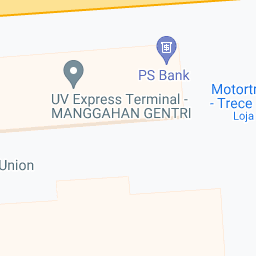 PS Bank
UV Express Terminal -
MANGGAHAN GENTRI
Motortr
- Trece
Loja
Union